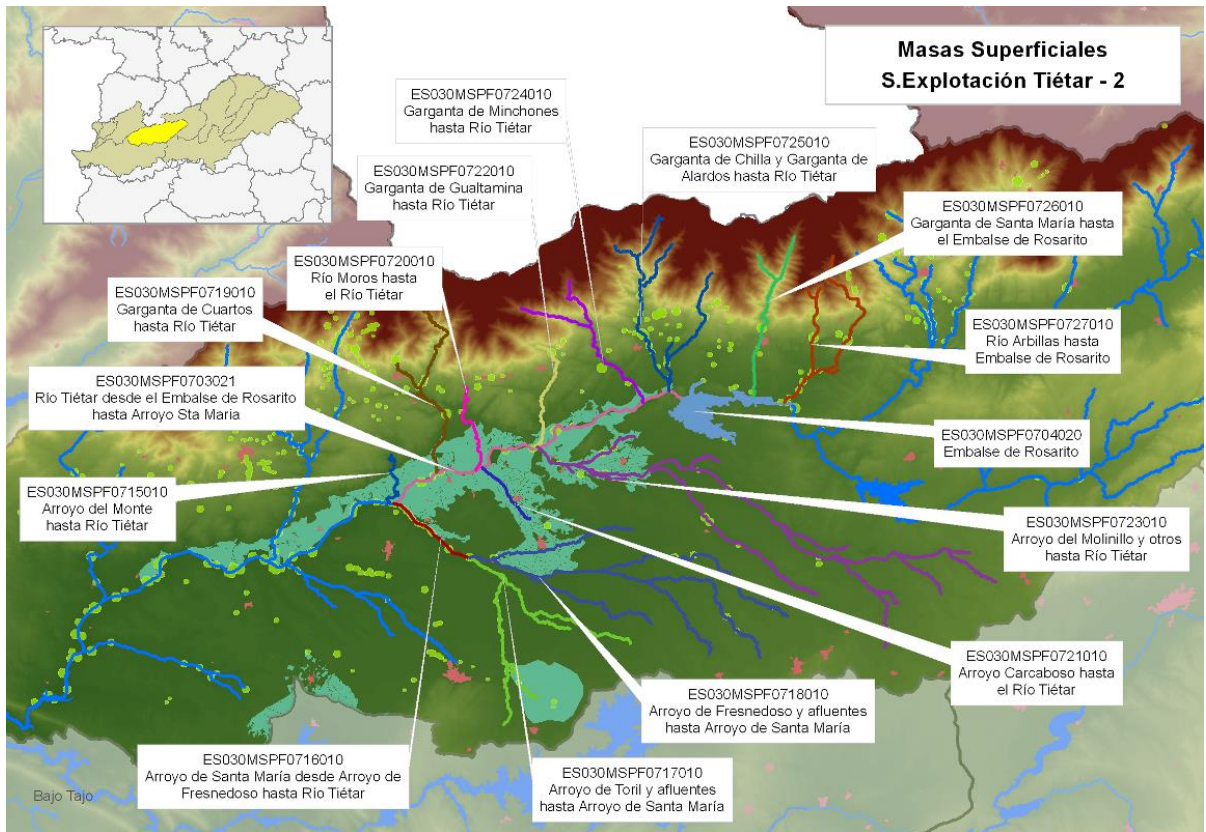 Masas Superficiales
S.Explotación Tiétar - 2
ES030MSPF0724010
Garganta de Minchones
hasta Río Tiétar
ES030MSPF0725010
Garganta de Chilla y Garganta de
Alardos hasta Río Tiétar
ES030MSPF0722010
Garganta de Gualtamina
hasta Río Tiétar
ES030MSPF0726010
Garganta de Santa María hasta
el Embalse de Rosarito
ES030MSPF0720010
Río Moros hasta
el Río Tiétar
ES030MSPF0719010
Garganta de Cuartos
hasta Río Tiétar
ES030MSPF0727010
Río Arbillas hasta
Embalse de Rosarito
ES030MSPF0703021
Río Tiétar desde el Embalse de Rosarito
hasta Arroyo Sta Maria
ES030MSPF0704020
Embalse de Rosarito
ES030MSPF0715010
Arroyo del Monte
hasta Río Tiétar
ES030MSPF0723010
Arroyo del Molinillo y otros
hasta Río Tiétar
ES030MSPF0721010
Arroyo Carcaboso hasta
el Río Tiétar
ES030MSPF0718010
Arroyo de Fresnedoso y afluentes
hasta Arroyo de Santa María
ES030MSPF0716010
Arroyo de Santa María desde Arroyo de
Fresnedoso hasta Río Tiétar
ES030MSPF0717010
Arroyo de Toril y afluentes
hasta Arroyo de Santa María
Bajo Tajo